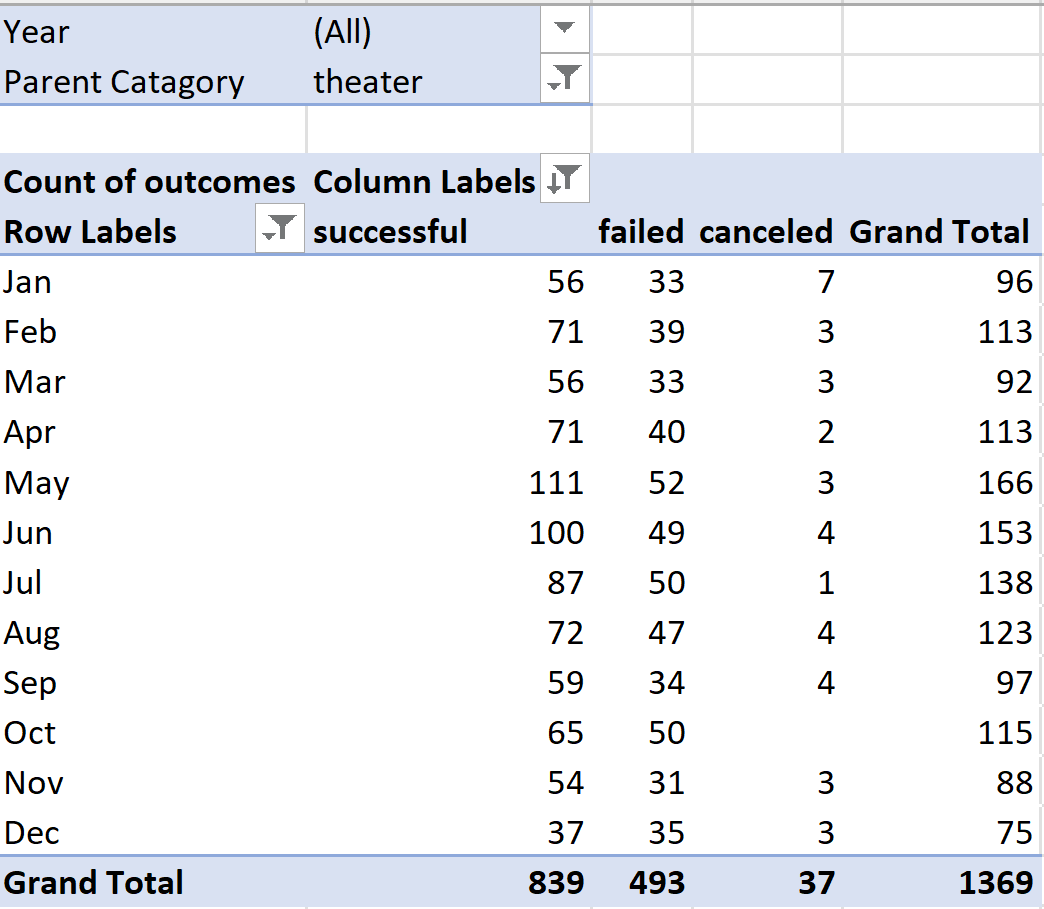 Year (All)
Parent Catagory theater
Count of outcomes Column Labels
Row Labels successful failed canceled Grand Total
Jan 56 33 7 96
Feb 71 39 3 113
Mar 56 33 3 92
Apr 71 40 2 113
May 111 52 3 166
Jun 100 49 4 153
Jul 87 50 1 138
Aug 72 47 4 123
Sep 59 34 4 97
Oct 65 50 115
Nov 54 31 3 88
Dec 37 35 3 75
Grand Total 839 493 37 1369